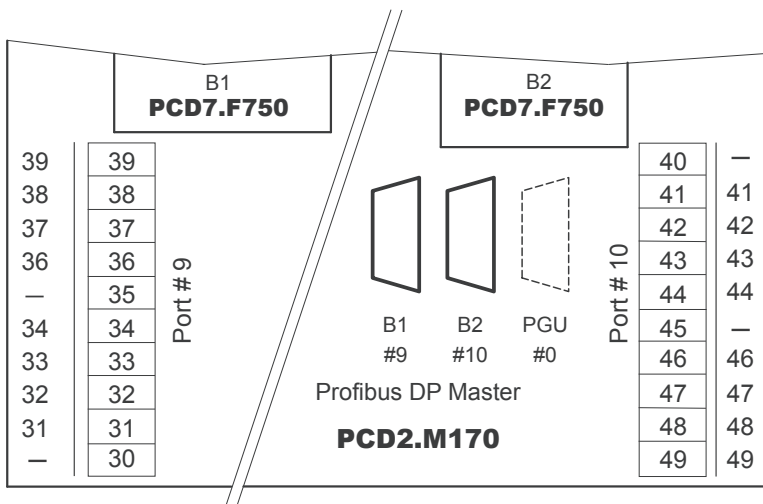 B1
PCD7.F750
B2
PCD7.F750
39 39
38 38
37 37
36 36
– 35
34 34
33 33
32 32
31 31
– 30
Port # 9
B1 B2 PGU
#9 #10 #0
Profibus DP Master
PCD2.M170
Port # 10
40 –
41 41
42 42
43 43
44 44
45 –
46 46
47 47
48 48
49 49